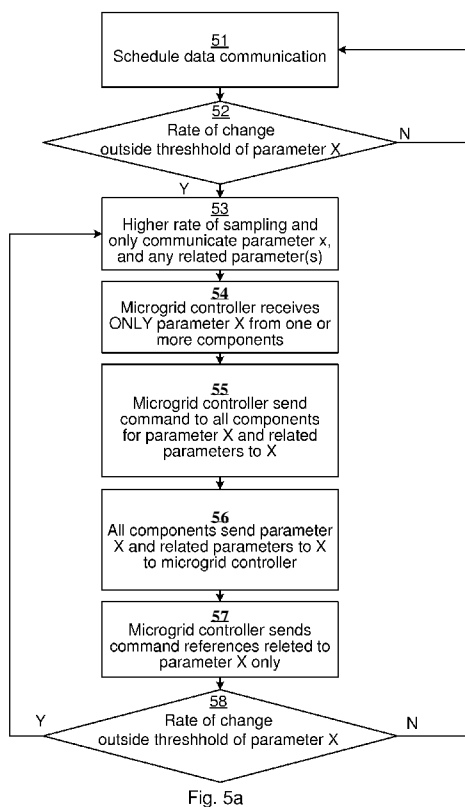 51
Schedule data communication
52
Rate of change
outside threshhold of parameter X
N
Y
53
Higher rate of sampling and
only communicate parameter x,
and any related parameter(s)
54
Microgrid controller receives
ONLY parameter X from one or
more components
55
Microgrid controller send
command to all components
for parameter X and related
parameters to X
56
All components send parameter
X and related parameters to X
to microgrid controller
57
Microgrid controller sends
command references releted to
parameter X only
58
Y
Rate of change
outside threshhold of parameter X
N
Fig. 5a